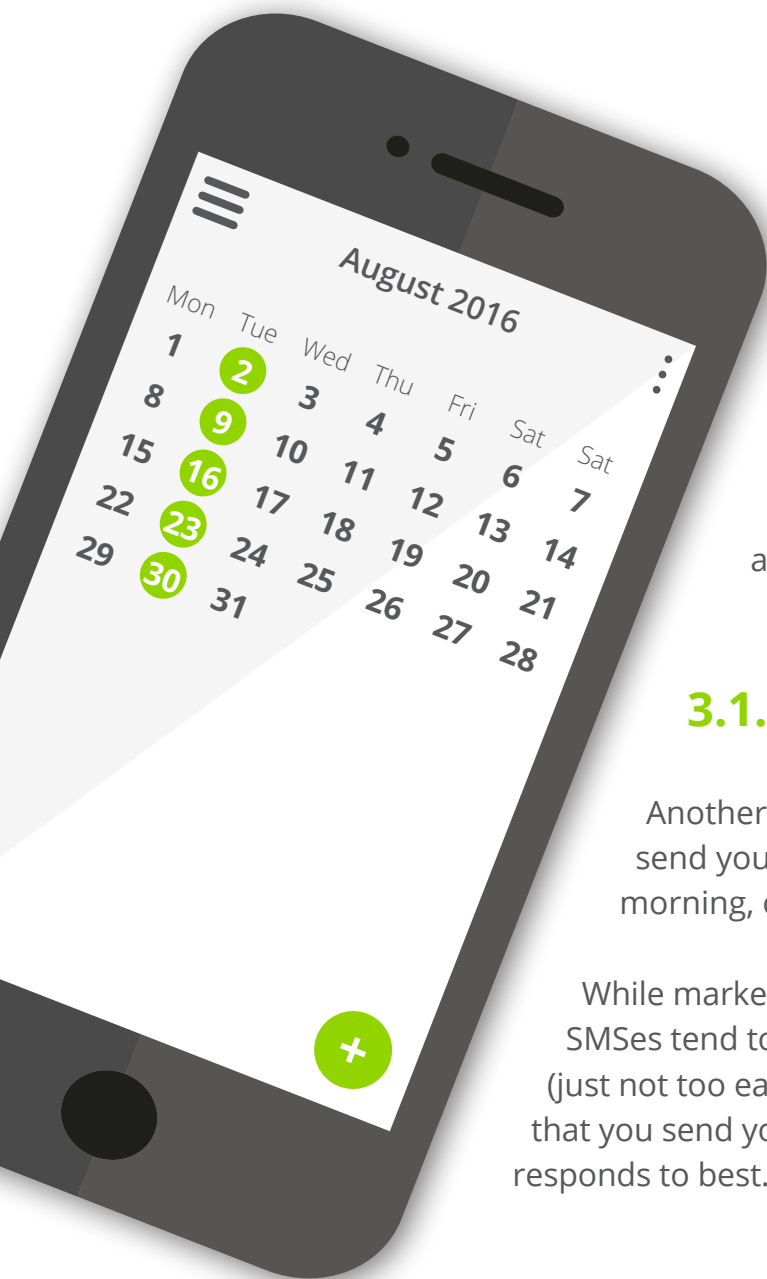 August 2016
Mon Tue Wed Thu Fri Sat Sat
1 2 3 4 5 6 7
8 9 10 11 12 13 14
15 16 17 18 19 20 21
22 23 24 25 26 27 28
29 30 31
+
a
3.1.
Another
send you
morning,
While marke
SMSes tend to
(just not too ea
that you send yo
responds to best.